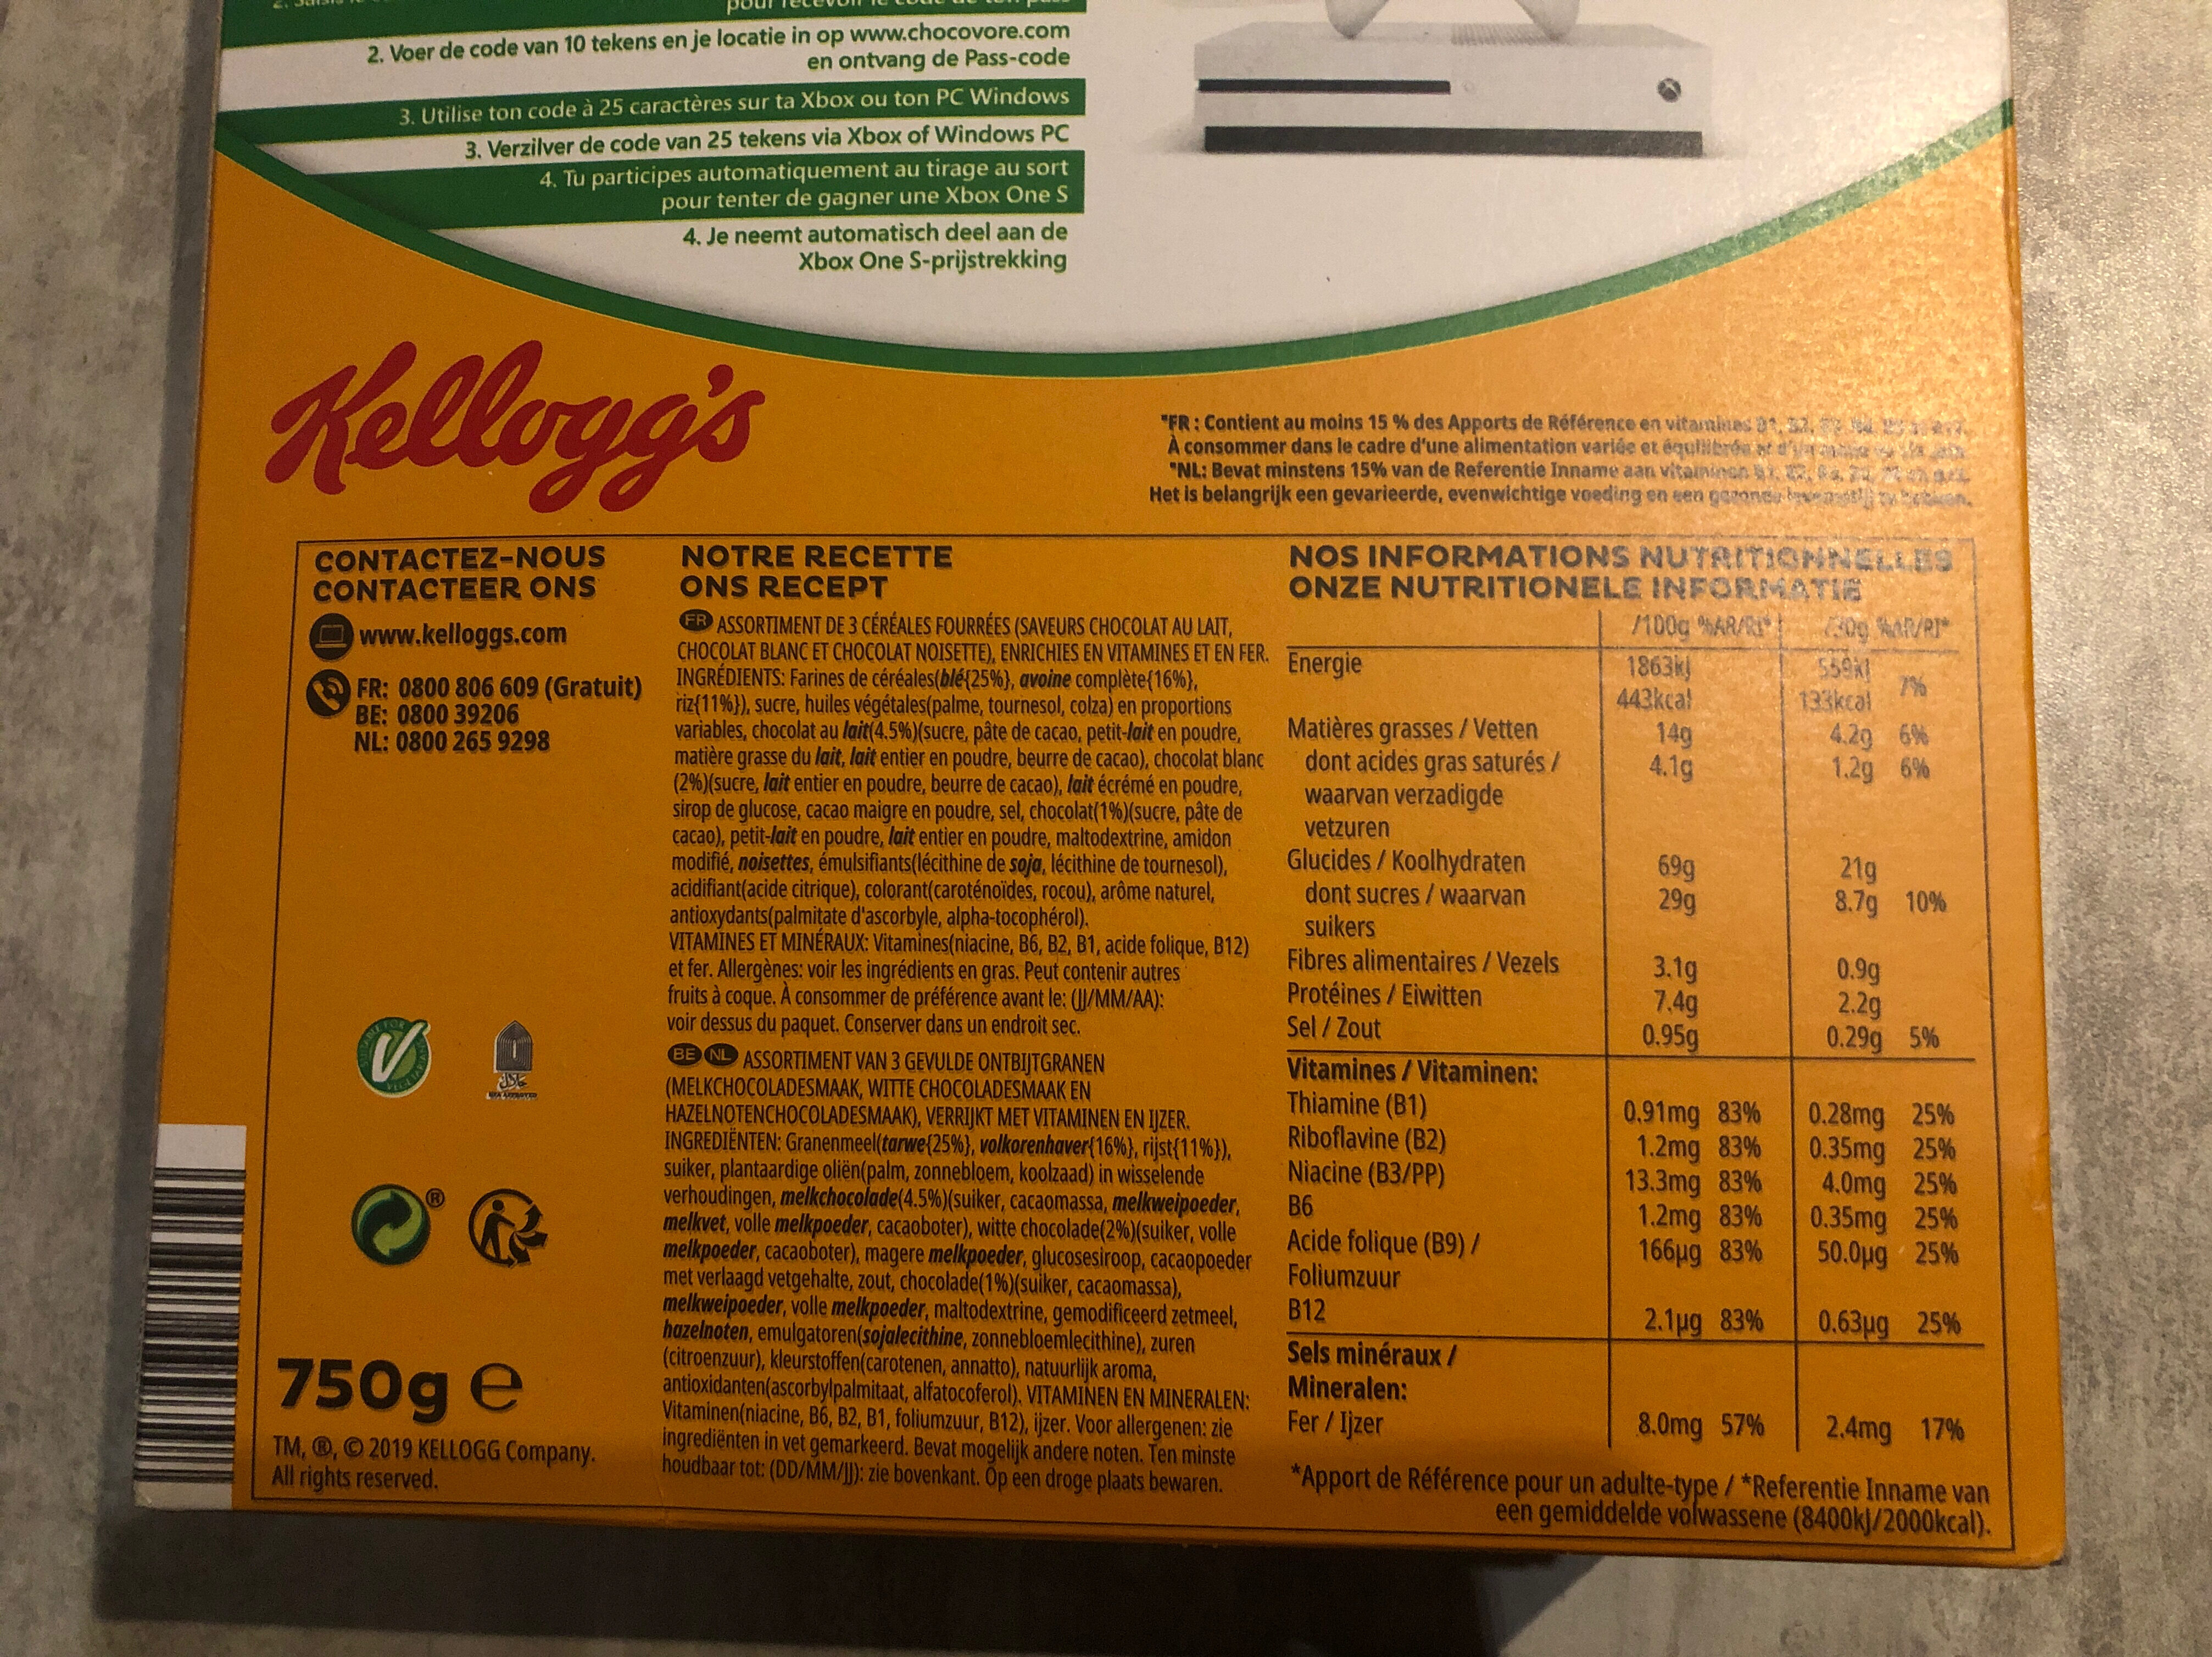 2. Voer de code van 10 tekens en je locatie in op www.chocovore.com
en ontvang de Pass-code
3. Utilise ton code à 25 caractères sur ta Xbox ou ton PC Windows
3. Verzilver de code van 25 tekens via Xbox of Windows PC
4. Tu participes automatiquement au tirage au sort
pour tenter de gagner une Xbox One S
4. Je neemt automatisch deel aan de
Xbox One S-prijstrekking
Kellogg's
"FR : Contient au moins 15 % des Apports de Référence en vitamines B1, B2,
À consommer dans le cadre d'une alimentation variée et équilibrée et
"NL: Bevat minstens 15% van de Referentie Inname aan vitaminen
Het is belangrijk een gevarieerde, evenwichtige voeding en een gezonde
CONTACTEZ-NOUS
CONTACTEER ONS
www.kelloggs.com
FR: 0800 806 609 (Gratuit)
BE: 0800 39206
NL: 0800 265 9298
750g e
TM, ®, © 2019 KELLOGG Company.
All rights reserved.
NOTRE RECETTE
ONS RECEPT
FR ASSORTIMENT DE 3 CÉRÉALES FOURRÉES (SAVEURS CHOCOLAT AU LAIT,
CHOCOLAT BLANC ET CHOCOLAT NOISETTE), ENRICHIES EN VITAMINES ET EN FER.
INGRÉDIENTS: Farines de céréales(blé{25%}, avoine complète{16%},
riz{11%}), sucre, huiles végétales(palme, tournesol, colza) en proportions
variables, chocolat au lait(4.5%)(sucre, pâte de cacao, petit-lait en poudre,
matière grasse du lait, lait entier en poudre, beurre de cacao), chocolat blanc
(2%)(sucre, lait entier en poudre, beurre de cacao), lait écrémé en poudre,
sirop de glucose, cacao maigre en poudre, sel, chocolat(1%)(sucre, pâte de
cacao), petit-lait en poudre, lait entier en poudre, maltodextrine, amidon
modifié, noisettes, émulsifiants(lécithine de soja, lécithine de tournesol),
acidifiant(acide citrique), colorant(caroténoïdes, rocou), arôme naturel,
antioxydants(palmitate d'ascorbyle, alpha-tocophérol).
VITAMINES ET MINÉRAUX: Vitamines(niacine, B6, B2, B1, acide folique, B12)
et fer. Allergènes: voir les ingrédients en gras. Peut contenir autres
fruits à coque. À consommer de préférence avant le: (JJ/MM/AA):
voir dessus du paquet. Conserver dans un endroit sec.
BE NL ASSORTIMENT VAN 3 GEVULDE ONTBIJTGRANEN
(MELKCHOCOLADESMAAK, WITTE CHOCOLADESMAAK EN
HAZELNOTENCHOCOLADESMAAK), VERRIJKT MET VITAMINEN EN IJZER.
INGREDIËNTEN: Granenmeel(tarwe{25%}, volkorenhaver{16%}, rijst{11%}),
suiker, plantaardige oliën(palm, zonnebloem, koolzaad) in wisselende
verhoudingen, melkchocolade(4.5%)(suiker, cacaomassa, melkweipoeder,
melkvet, volle melkpoeder, cacaoboter), witte chocolade(2%)(suiker, volle
melkpoeder, cacaoboter), magere melkpoeder, glucosesiroop, cacaopoeder
met verlaagd vetgehalte, zout, chocolade(1%)(suiker, cacaomassa),
melkweipoeder, volle melkpoeder, maltodextrine, gemodificeerd zetmeel,
hazelnoten, emulgatoren(sojalecithine, zonnebloemlecithine), zuren
(citroenzuur), kleurstoffen(carotenen, annatto), natuurlijk aroma,
antioxidanten(ascorbylpalmitaat, alfatocoferol). VITAMINEN EN MINERALEN:
Vitaminen(niacine, B6, B2, B1, foliumzuur, B12), ijzer. Voor allergenen: zie
ingrediënten in vet gemarkeerd. Bevat mogelijk andere noten. Ten minste
houdbaar tot: (DD/MM/JJ): zie bovenkant. Op een droge plaats bewaren.
NOS INFORMATIONS NUTRITIONNELLES
ONZE NUTRITIONELE INFORMATIE
/100g %AR/RI* /30g %AR/RI*
Energie 1863kJ 559kJ
443kcal 133kcal 7%
Matières grasses / Vetten 14g 4.2g 6%
dont acides gras saturés / 4.1g 1.2g 6%
waarvan verzadigde
vetzuren
Glucides / Koolhydraten 69g 21g
dont sucres / waarvan 29g 8.7g 10%
suikers
Fibres alimentaires / Vezels 3.1g 0.9g
Protéines / Eiwitten 7.4g 2.2g
Sel / Zout 0.95g 0.29g 5%
Vitamines / Vitaminen:
Thiamine (B1) 0.91mg 83% 0.28mg 25%
Riboflavine (B2) 1.2mg 83% 0.35mg 25%
Niacine (B3/PP) 13.3mg 83% 4.0mg 25%
B6 1.2mg 83% 0.35mg 25%
Acide folique (B9) / 166µg 83% 50.0µg 25%
Foliumzuur
B12 2.1µg 83% 0.63µg 25%
Sels minéraux /
Mineralen:
Fer / Ijzer 8.0mg 57% 2.4mg 17%
*Apport de Référence pour un adulte-type / *Referentie Inname van
een gemiddelde volwassene (8400kJ/2000kcal).